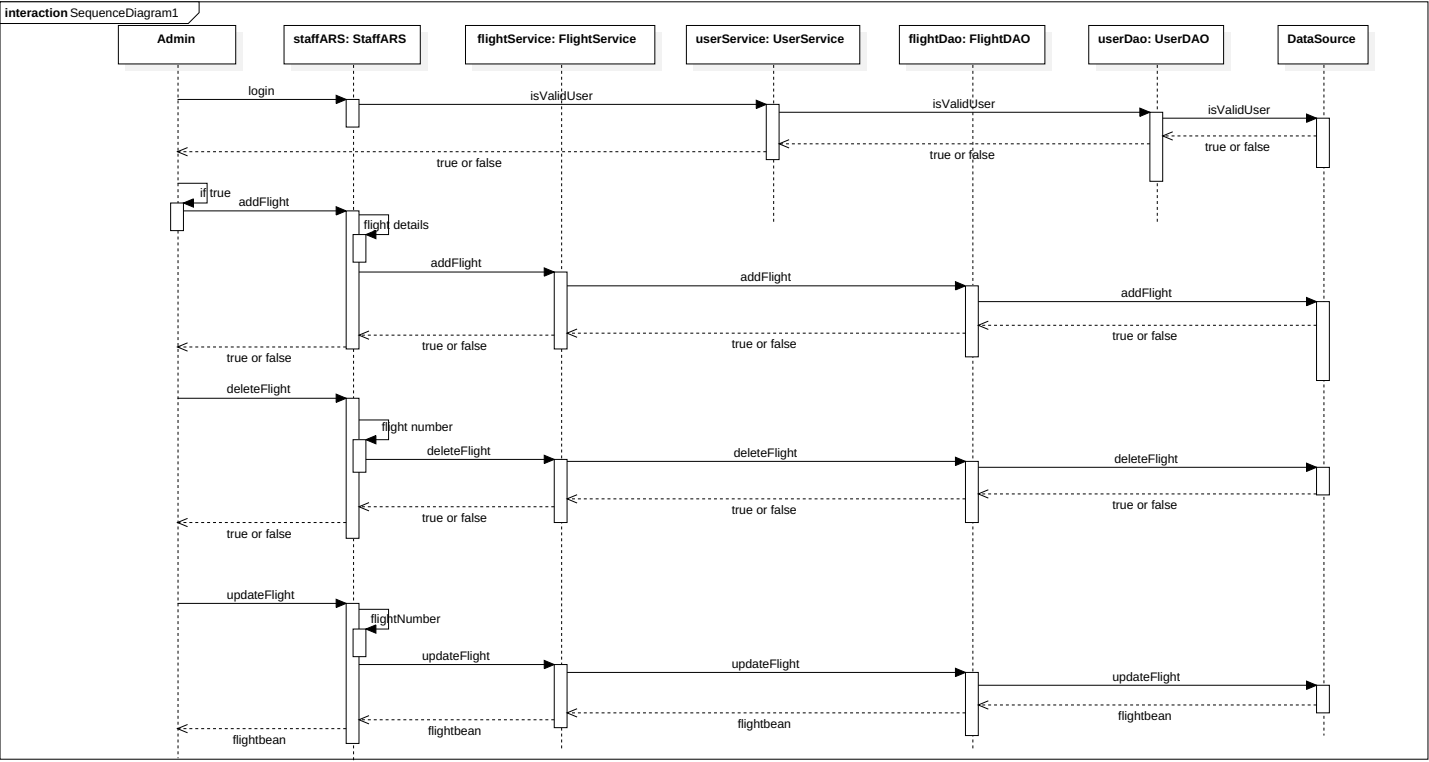 interaction SequenceDiagram1
Admin
staffARS: StaffARS
flightService: FlightService
userService: UserService
flightDao: FlightDAO
userDao: UserDAO
DataSource
login
isValidUser
isValidUser
isValidUser
true or false
true or false
true or false
if true
addFlight
flight details
addFlight
addFlight
addFlight
true or false
true or false
true or false
true or false
deleteFlight
flight number
deleteFlight
deleteFlight
deleteFlight
true or false
true or false
true or false
true or false
updateFlight
flightNumber
updateFlight
updateFlight
updateFlight
flightbean
flightbean
flightbean
flightbean